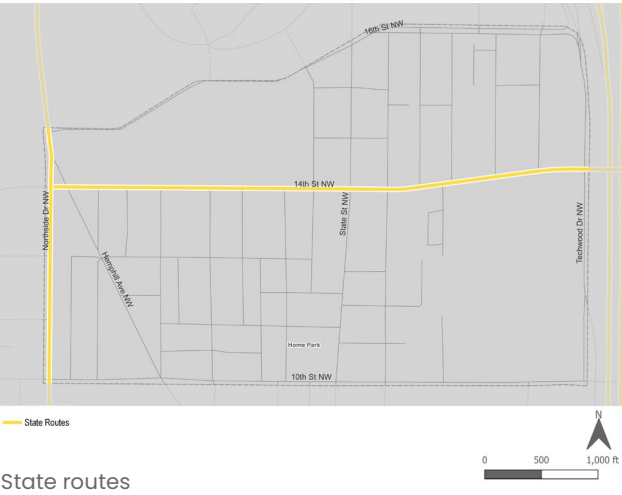 16th St NW
14th St NW
Northside Dr NW
State St NW
Techwood Dr NW
Hemphill Ave NW
Home Park
10th St NW
State Routes
N
0 500 1,000 ft
State routes